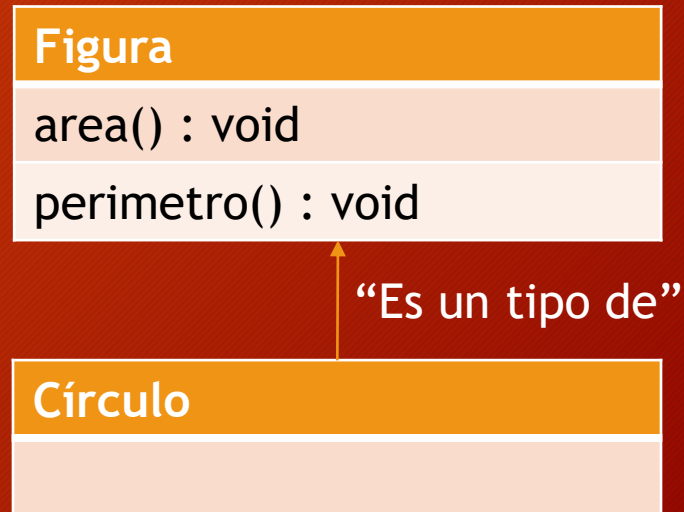 Figura
area() : void
perimetro() : void
“Es un tipo de”
Círculo